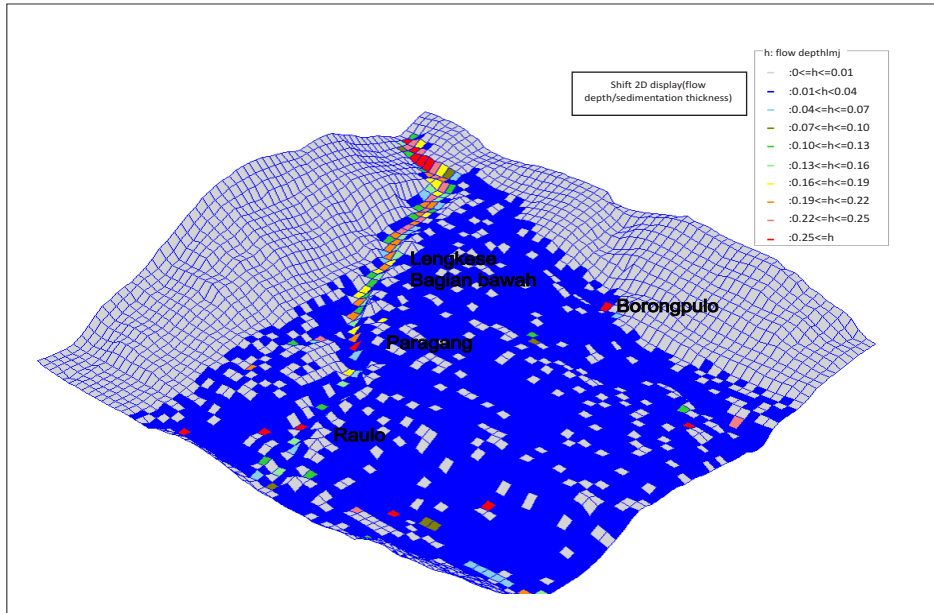 h: flow depthlmj
:0<=h<=0.01
:0.01<h<0.04
:0.04<=h<=0.07
:0.07<=h<=0.10
:0.10<=h<=0.13
:0.13<=h<=0.16
:0.16<=h<=0.19
:0.19<=h<=0.22
:0.22<=h<=0.25
:0.25<=h
Shift 2D display(flow
depth/sedimentation thickness)
Lengkase
Bagian bawah
Borongpulo
Paragang
Raulo